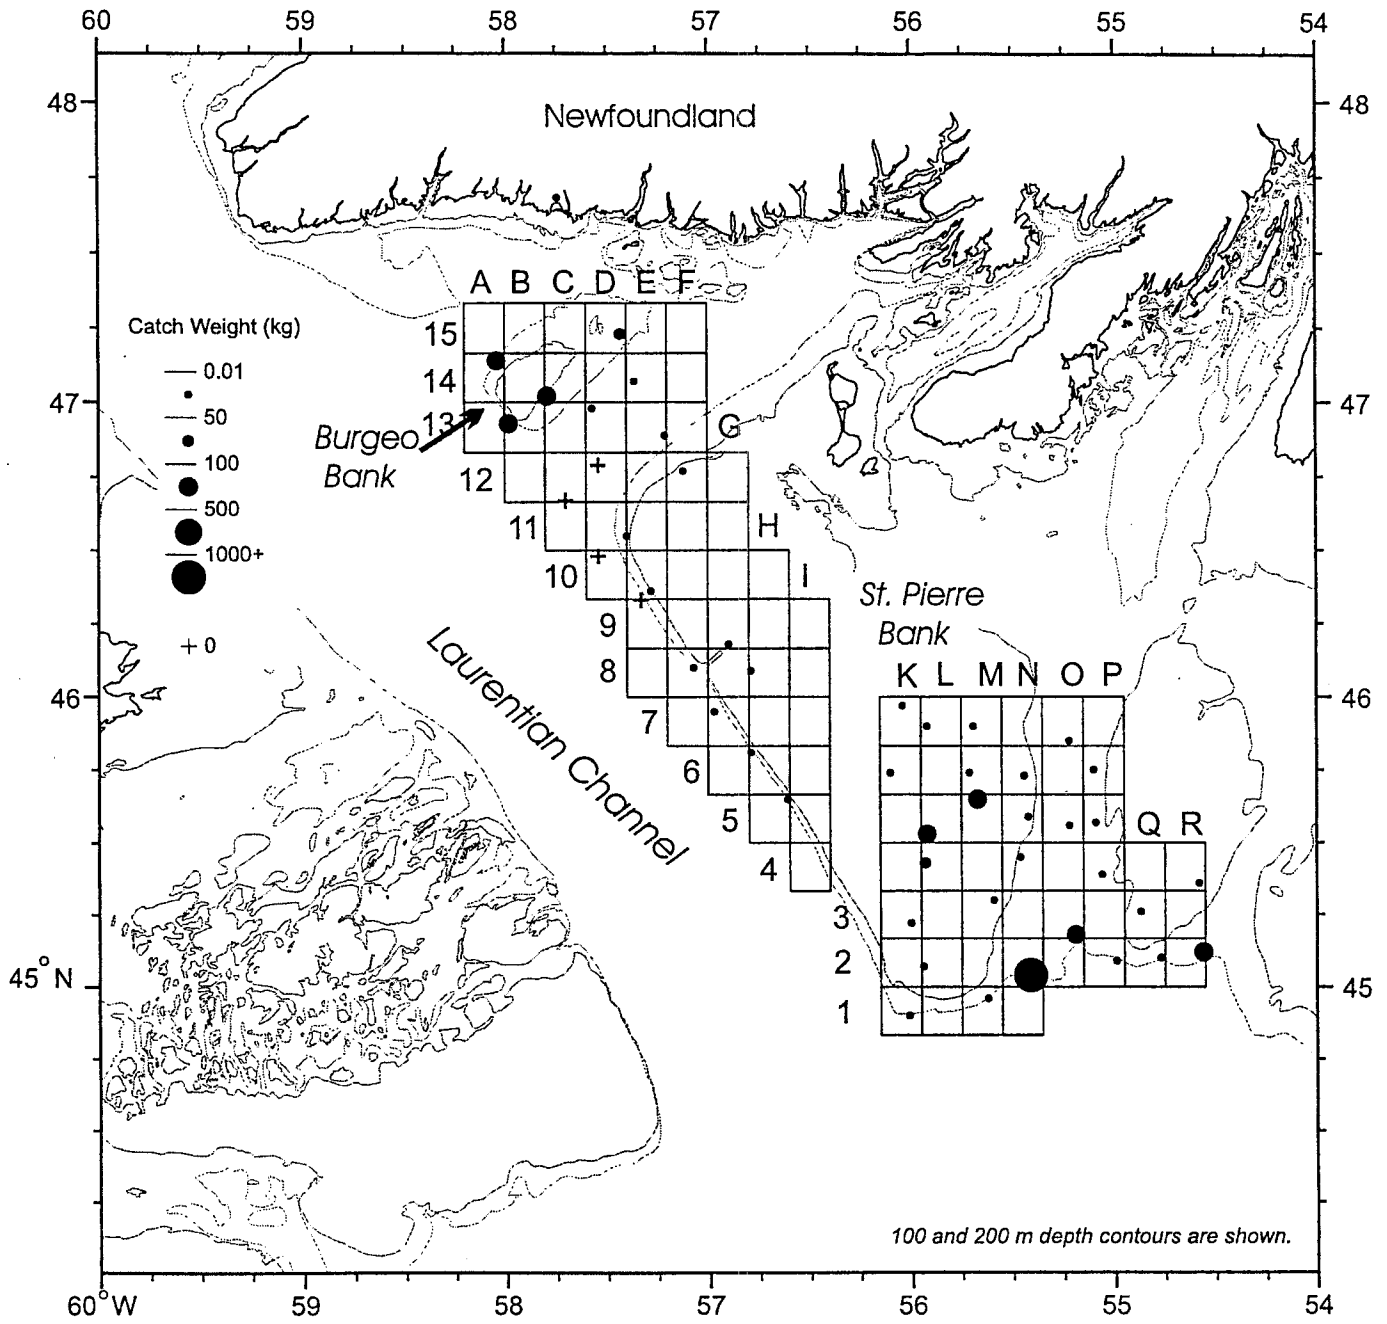 60 59 58 57 56 55 54
48 48
Newfoundland
A B C D E F
Catch Weight (kg)
15
0.01
14
50
47 47
13
G
Burgeo
Bank
100
12
500
11 H
1000+
10 I
St. Pierre
9
Bank
0
Laurentian Channel
8
K L M N O P
46 46
7
6
5 Q R
4
3
2
45°N 45
1
100 and 200 m depth contours are shown.
60°W 59 58 57 56 55 54